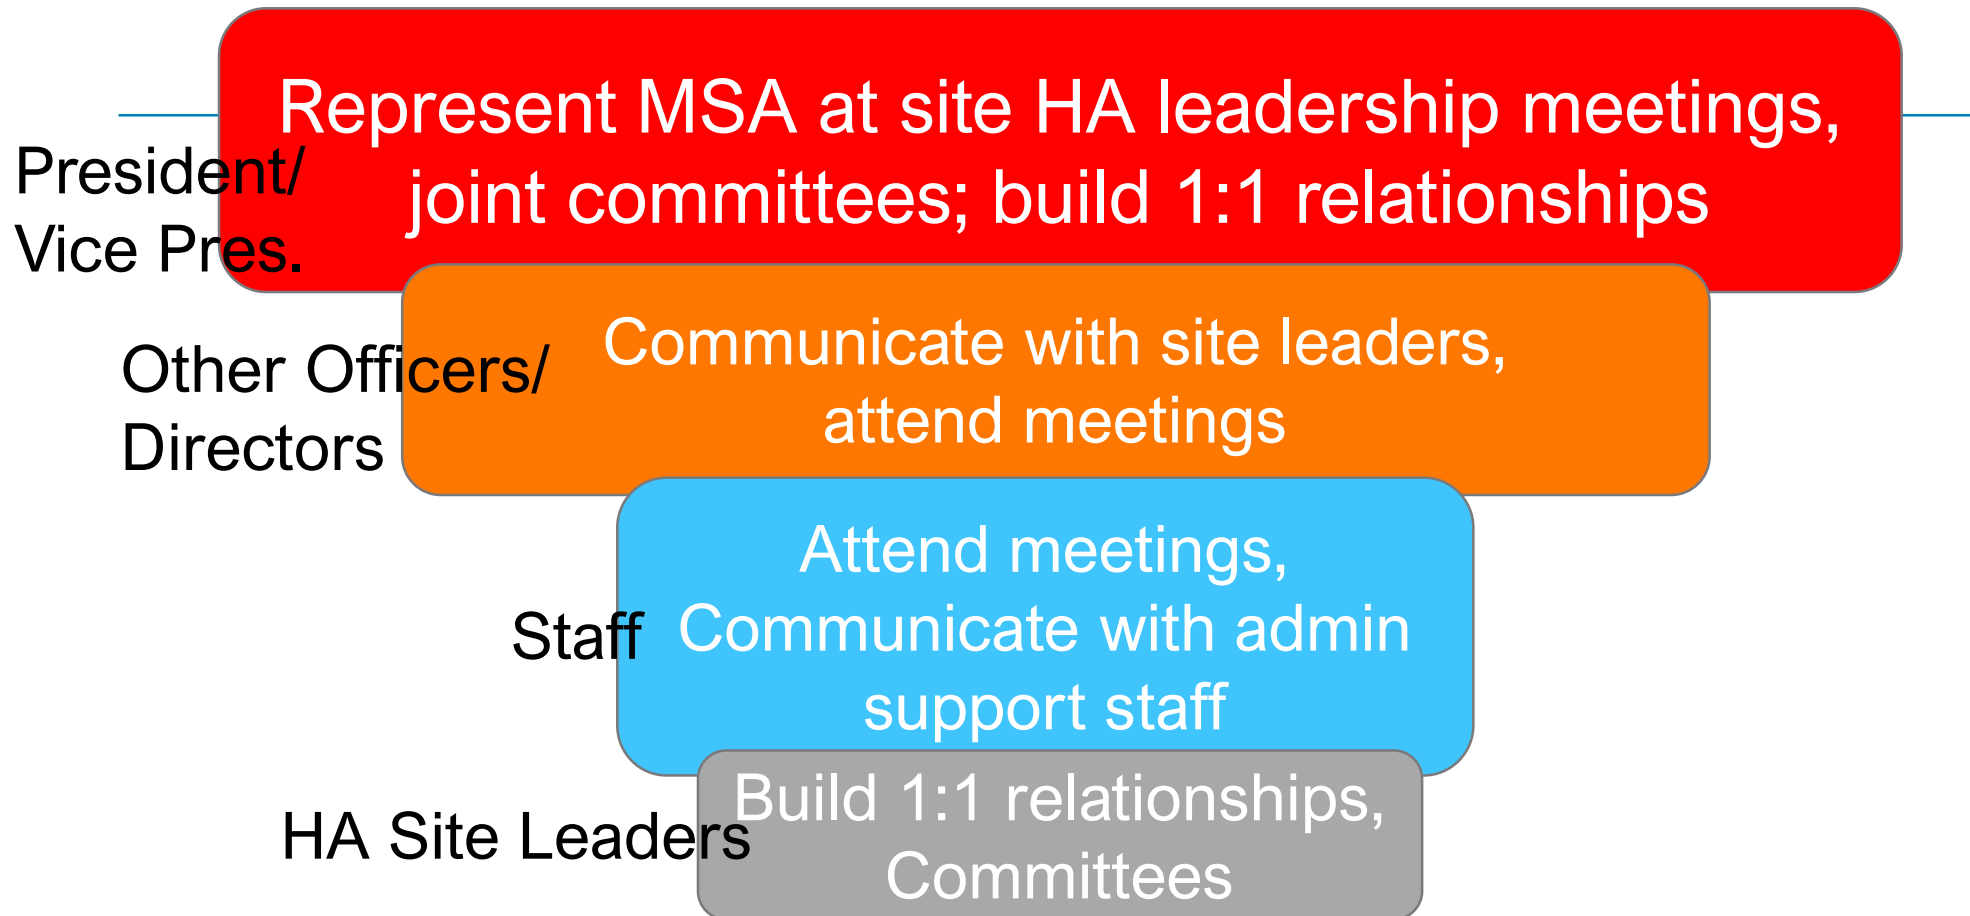 President/
Vice Pres.
Represent MSA at site HA leadership meetings,
joint committees; build 1:1 relationships
Other Officers/
Directors
Communicate with site leaders,
attend meetings
Staff
Attend meetings,
Communicate with admin
support staff
HA Site Leaders
Build 1:1 relationships,
Committees